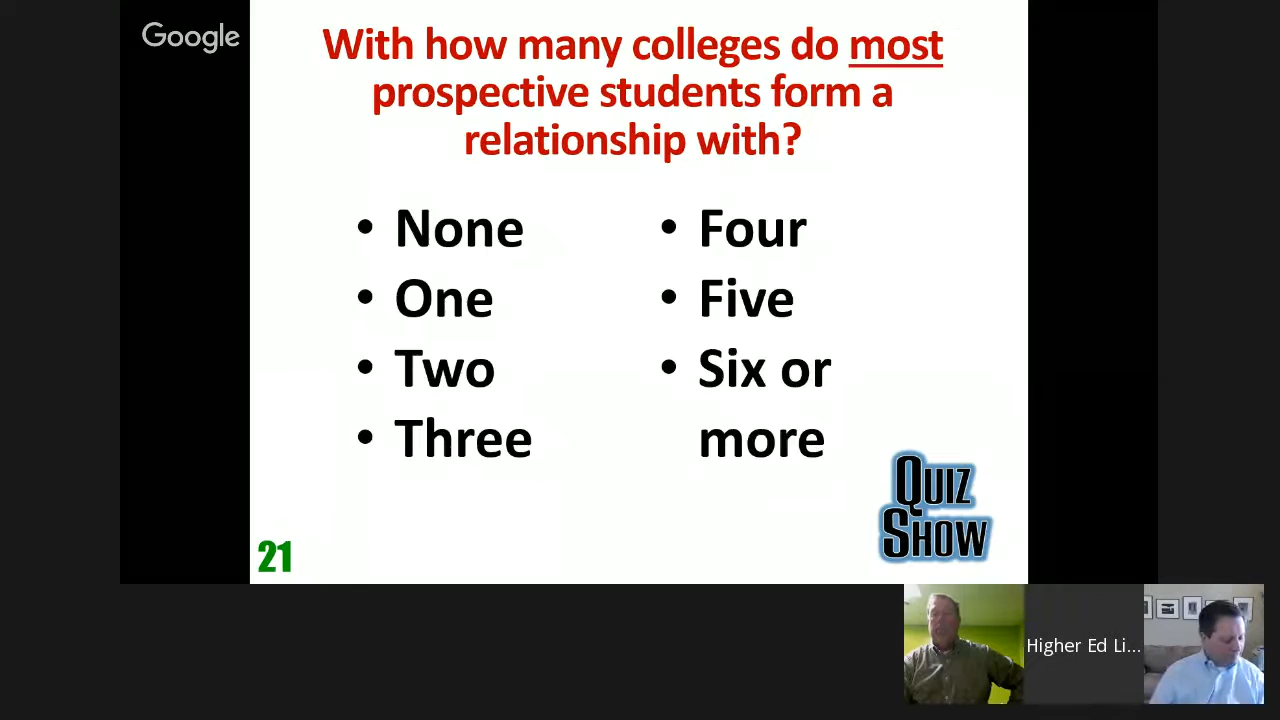 Google
With how many colleges do most
prospective students form a
relationship with?
• None
• One
• Two
• Three
• Four
• Five
• Six or
more
QUIZ
SHOW
21
Higher Ed Li...